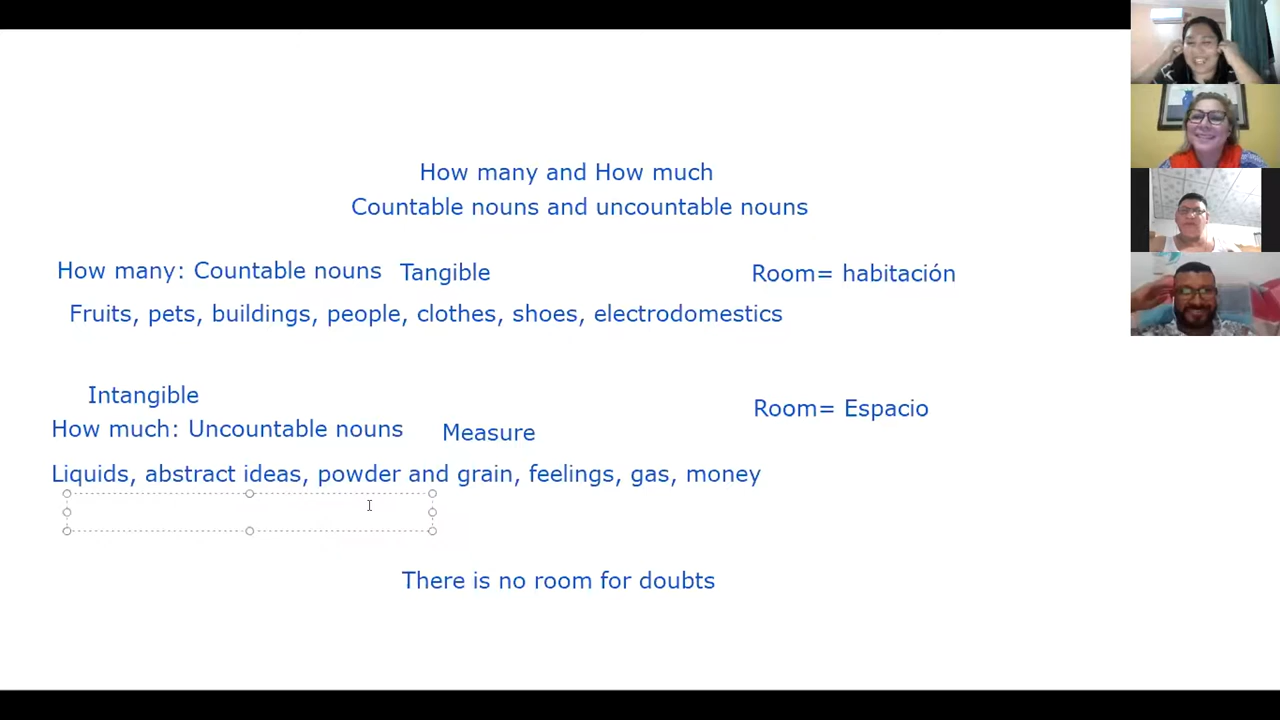 How many and How much
Countable nouns and uncountable nouns
How many: Countable nouns Tangible
Room= habitación
Fruits, pets, buildings, people, clothes, shoes, electrodomestics
Intangible
Room= Espacio
How much: Uncountable nouns Measure
Liquids, abstract ideas, powder and grain, feelings, gas, money
There is no room for doubts